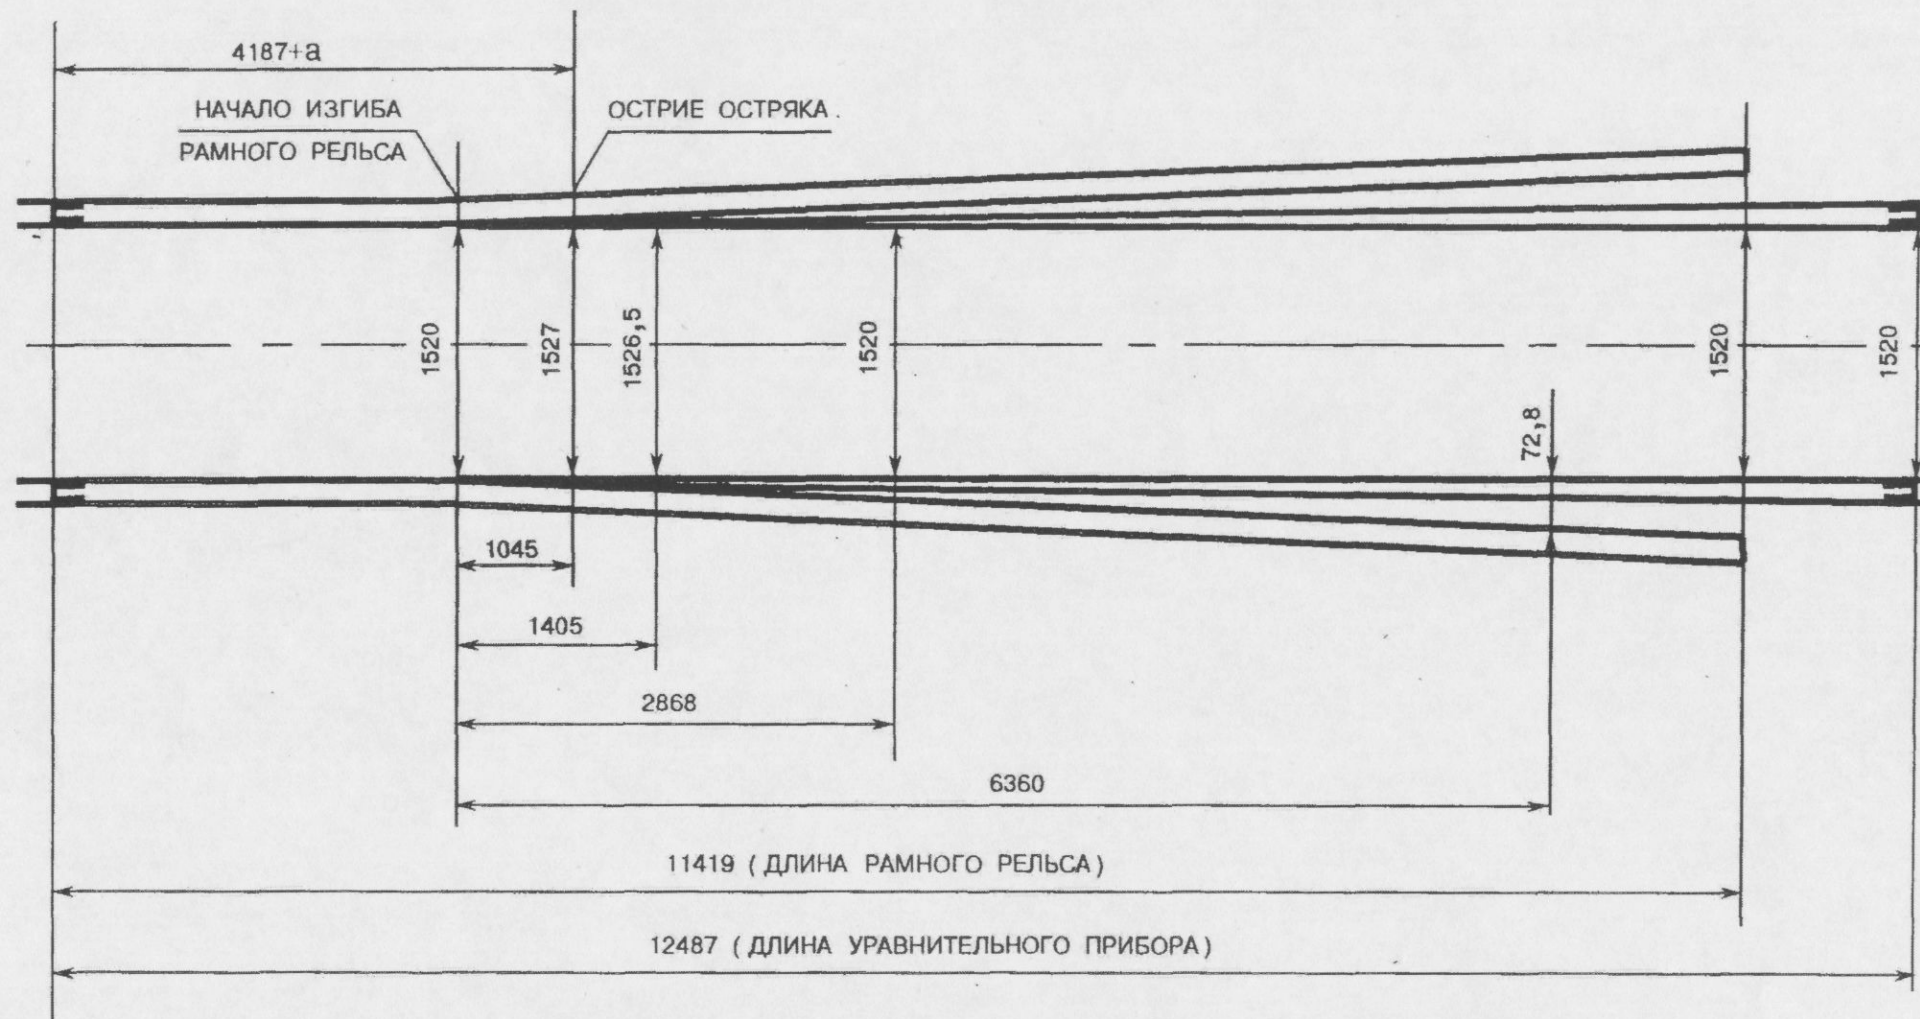 4187+а
НАЧАЛО ИЗГИБА
РАМНОГО РЕЛЬСА
ОСТРИЕ ОСТРЯКА
1520
1527
1526,5
1520
72,8
1520
1520
1045
1405
2868
6360
11419 (ДЛИНА РАМНОГО РЕЛЬСА)
12487 (ДЛИНА УРАВНИТЕЛЬНОГО ПРИБОРА)